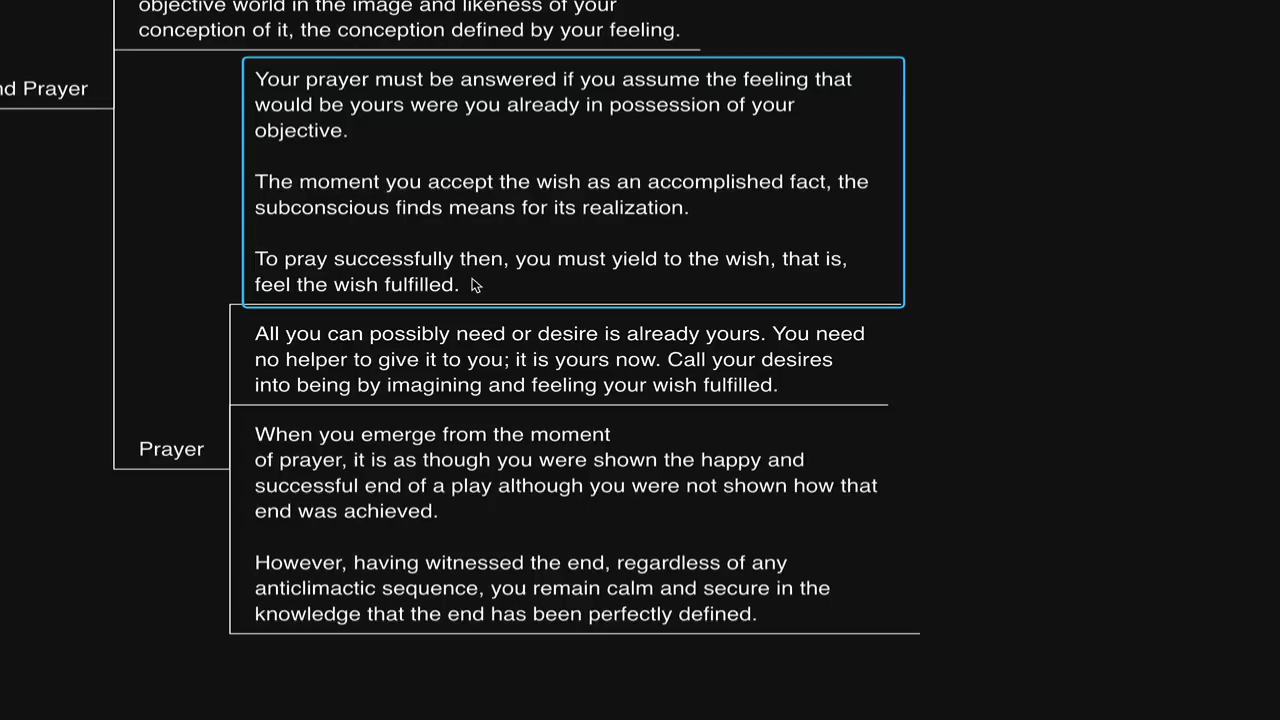 objective world in the image and likeness of your
conception of it, the conception defined by your feeling.
nd Prayer
Your prayer must be answered if you assume the feeling that
would be yours were you already in possession of your
objective.
The moment you accept the wish as an accomplished fact, the
subconscious finds means for its realization.
To pray successfully then, you must yield to the wish, that is,
feel the wish fulfilled.
All you can possibly need or desire is already yours. You need
no helper to give it to you; it is yours now. Call your desires
into being by imagining and feeling your wish fulfilled.
Prayer
When you emerge from the moment
of prayer, it is as though you were shown the happy and
successful end of a play although you were not shown how that
end was achieved.
However, having witnessed the end, regardless of any
anticlimactic sequence, you remain calm and secure in the
knowledge that the end has been perfectly defined.